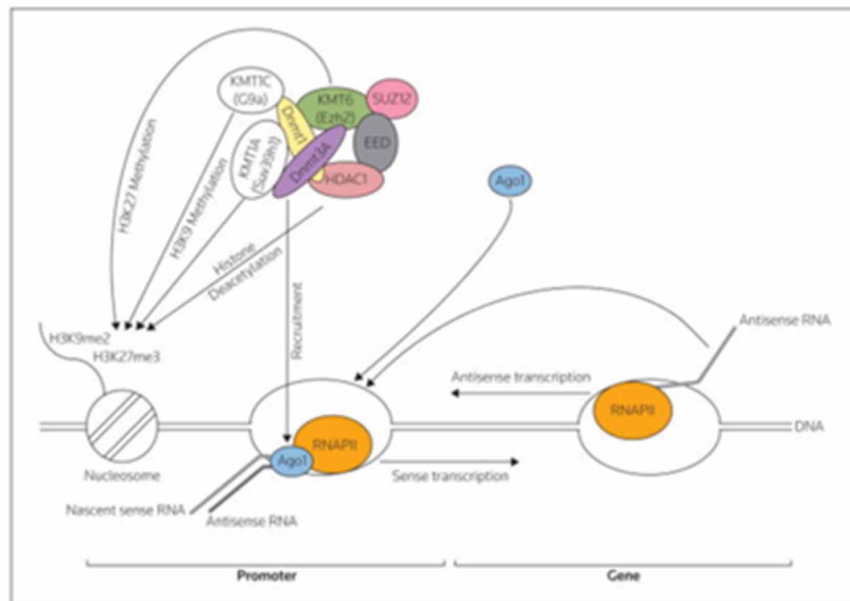 KMT1C
(G9a)
KMT6
(Ezh2)
SUZ12
Dnmt1
EED
KMT1A
(Suv39h1)
Dnmt3A
HDAC1
Ago1
H3K27 Methylation
H3K9 Methylation
Histone
Deacetylation
Recruitment
H3K9me2
H3K27me3
Antisense RNA
Antisense transcription
RNAPII
DNA
RNAPII
Ago1
Nucleosome
Sense transcription
Nascent sense RNA
Antisense RNA
Promoter
Gene